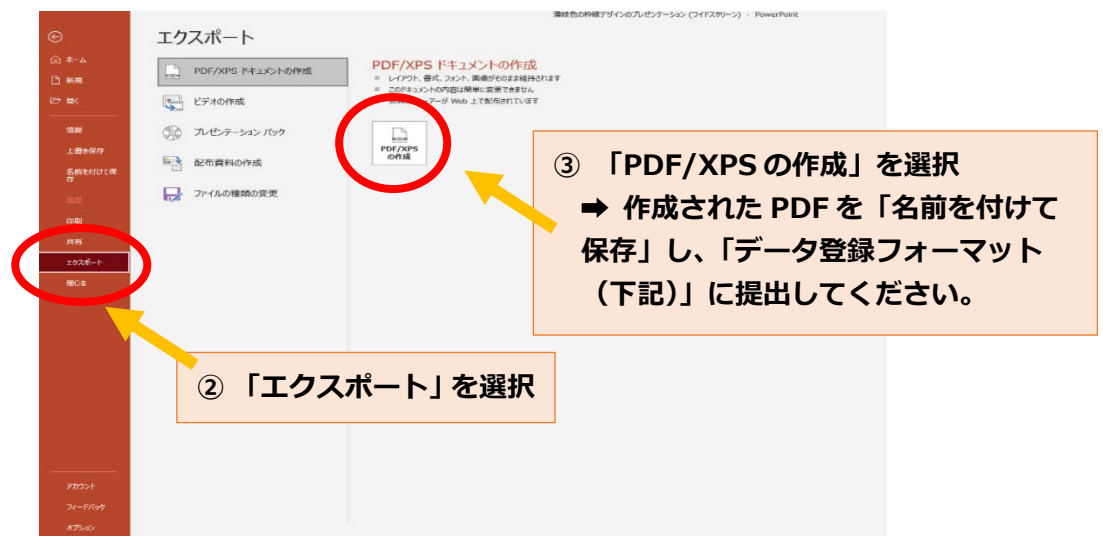 薄緑色の枠線デザインのプレゼンテーション (ワイドスクリーン) - PowerPoint
エクスポート
ホーム
新規
開く
情報
上書き保存
名前を付けて保
存
印刷
共有
エクスポート
閉じる
アカウント
フィードバック
オプション
PDF/XPS ドキュメントの作成
ビデオの作成
プレゼンテーション パック
配布資料の作成
ファイルの種類の変更
PDF/XPS ドキュメントの作成
レイアウト、書式、フォント、画像がそのまま維持されます
このドキュメントの内容は簡単に変更できません
ーアーが Web 上で配布されています
PDF/XPS
の作成
③ 「PDF/XPS の作成」を選択
➡ 作成された PDF を「名前を付けて
保存」し、「データ登録フォーマット
（下記）」に提出してください。
② 「エクスポート」を選択